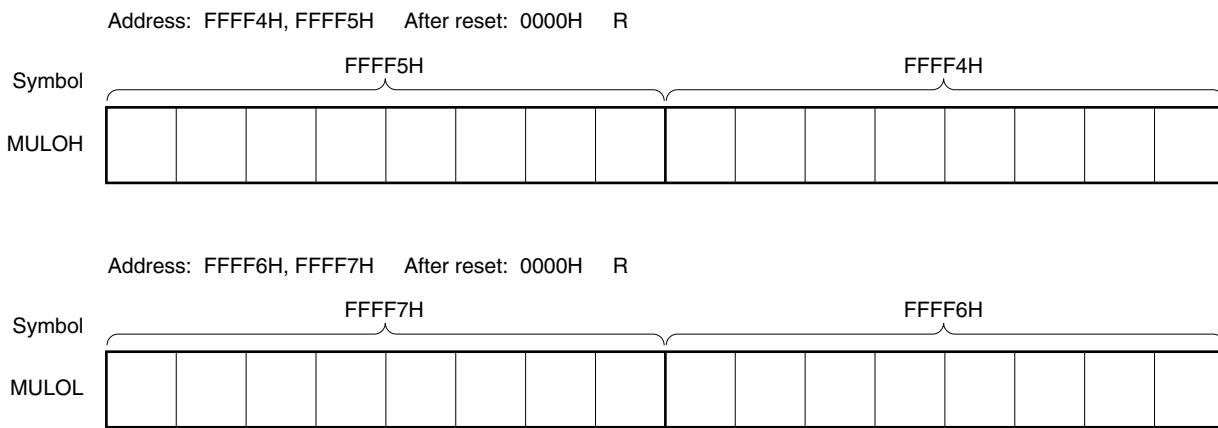 Address: FFFF4H, FFFF5H After reset: 0000H R
FFFF5H FFFF4H
Symbol
MULOH
Address: FFFF6H, FFFF7H After reset: 0000H R
FFFF7H FFFF6H
Symbol
MULOL